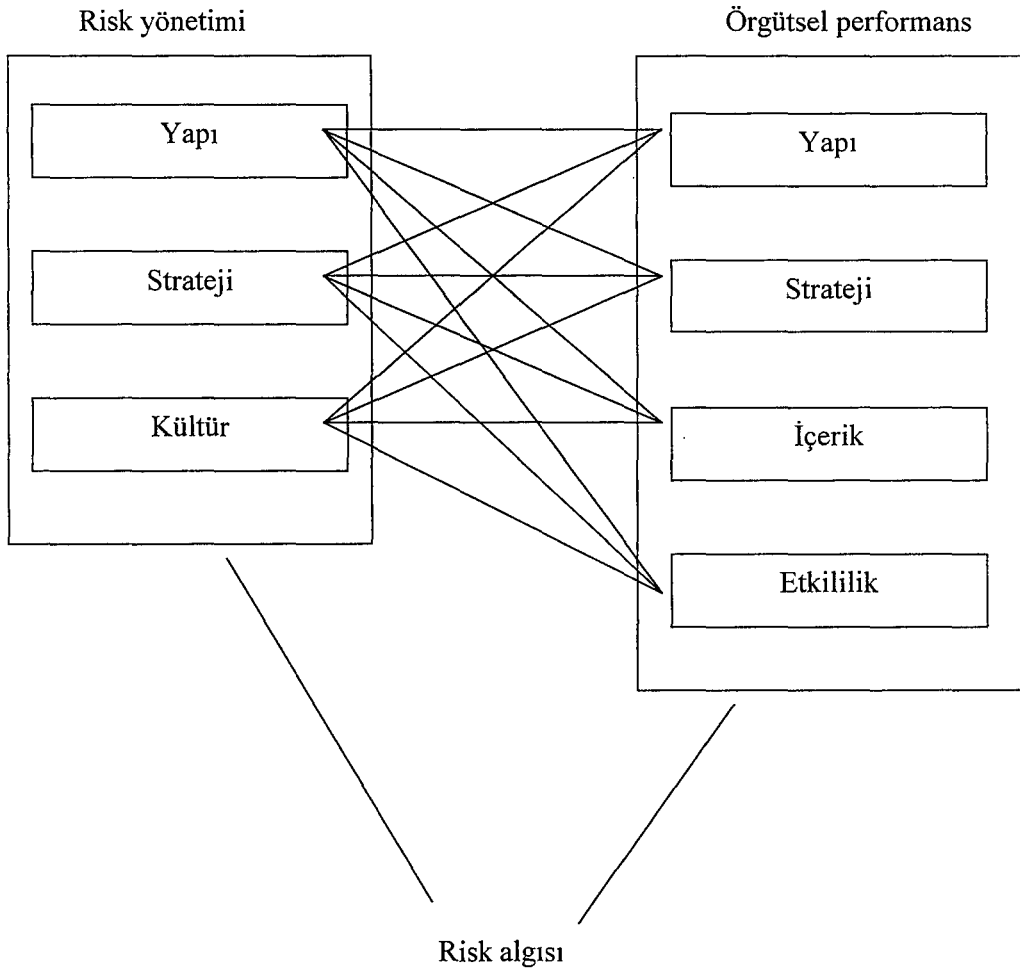 Risk yönetimi
Örgütsel performans
Yapı
Strateji
Kültür
Yapı
Strateji
İçerik
Etkililik
Risk algısı